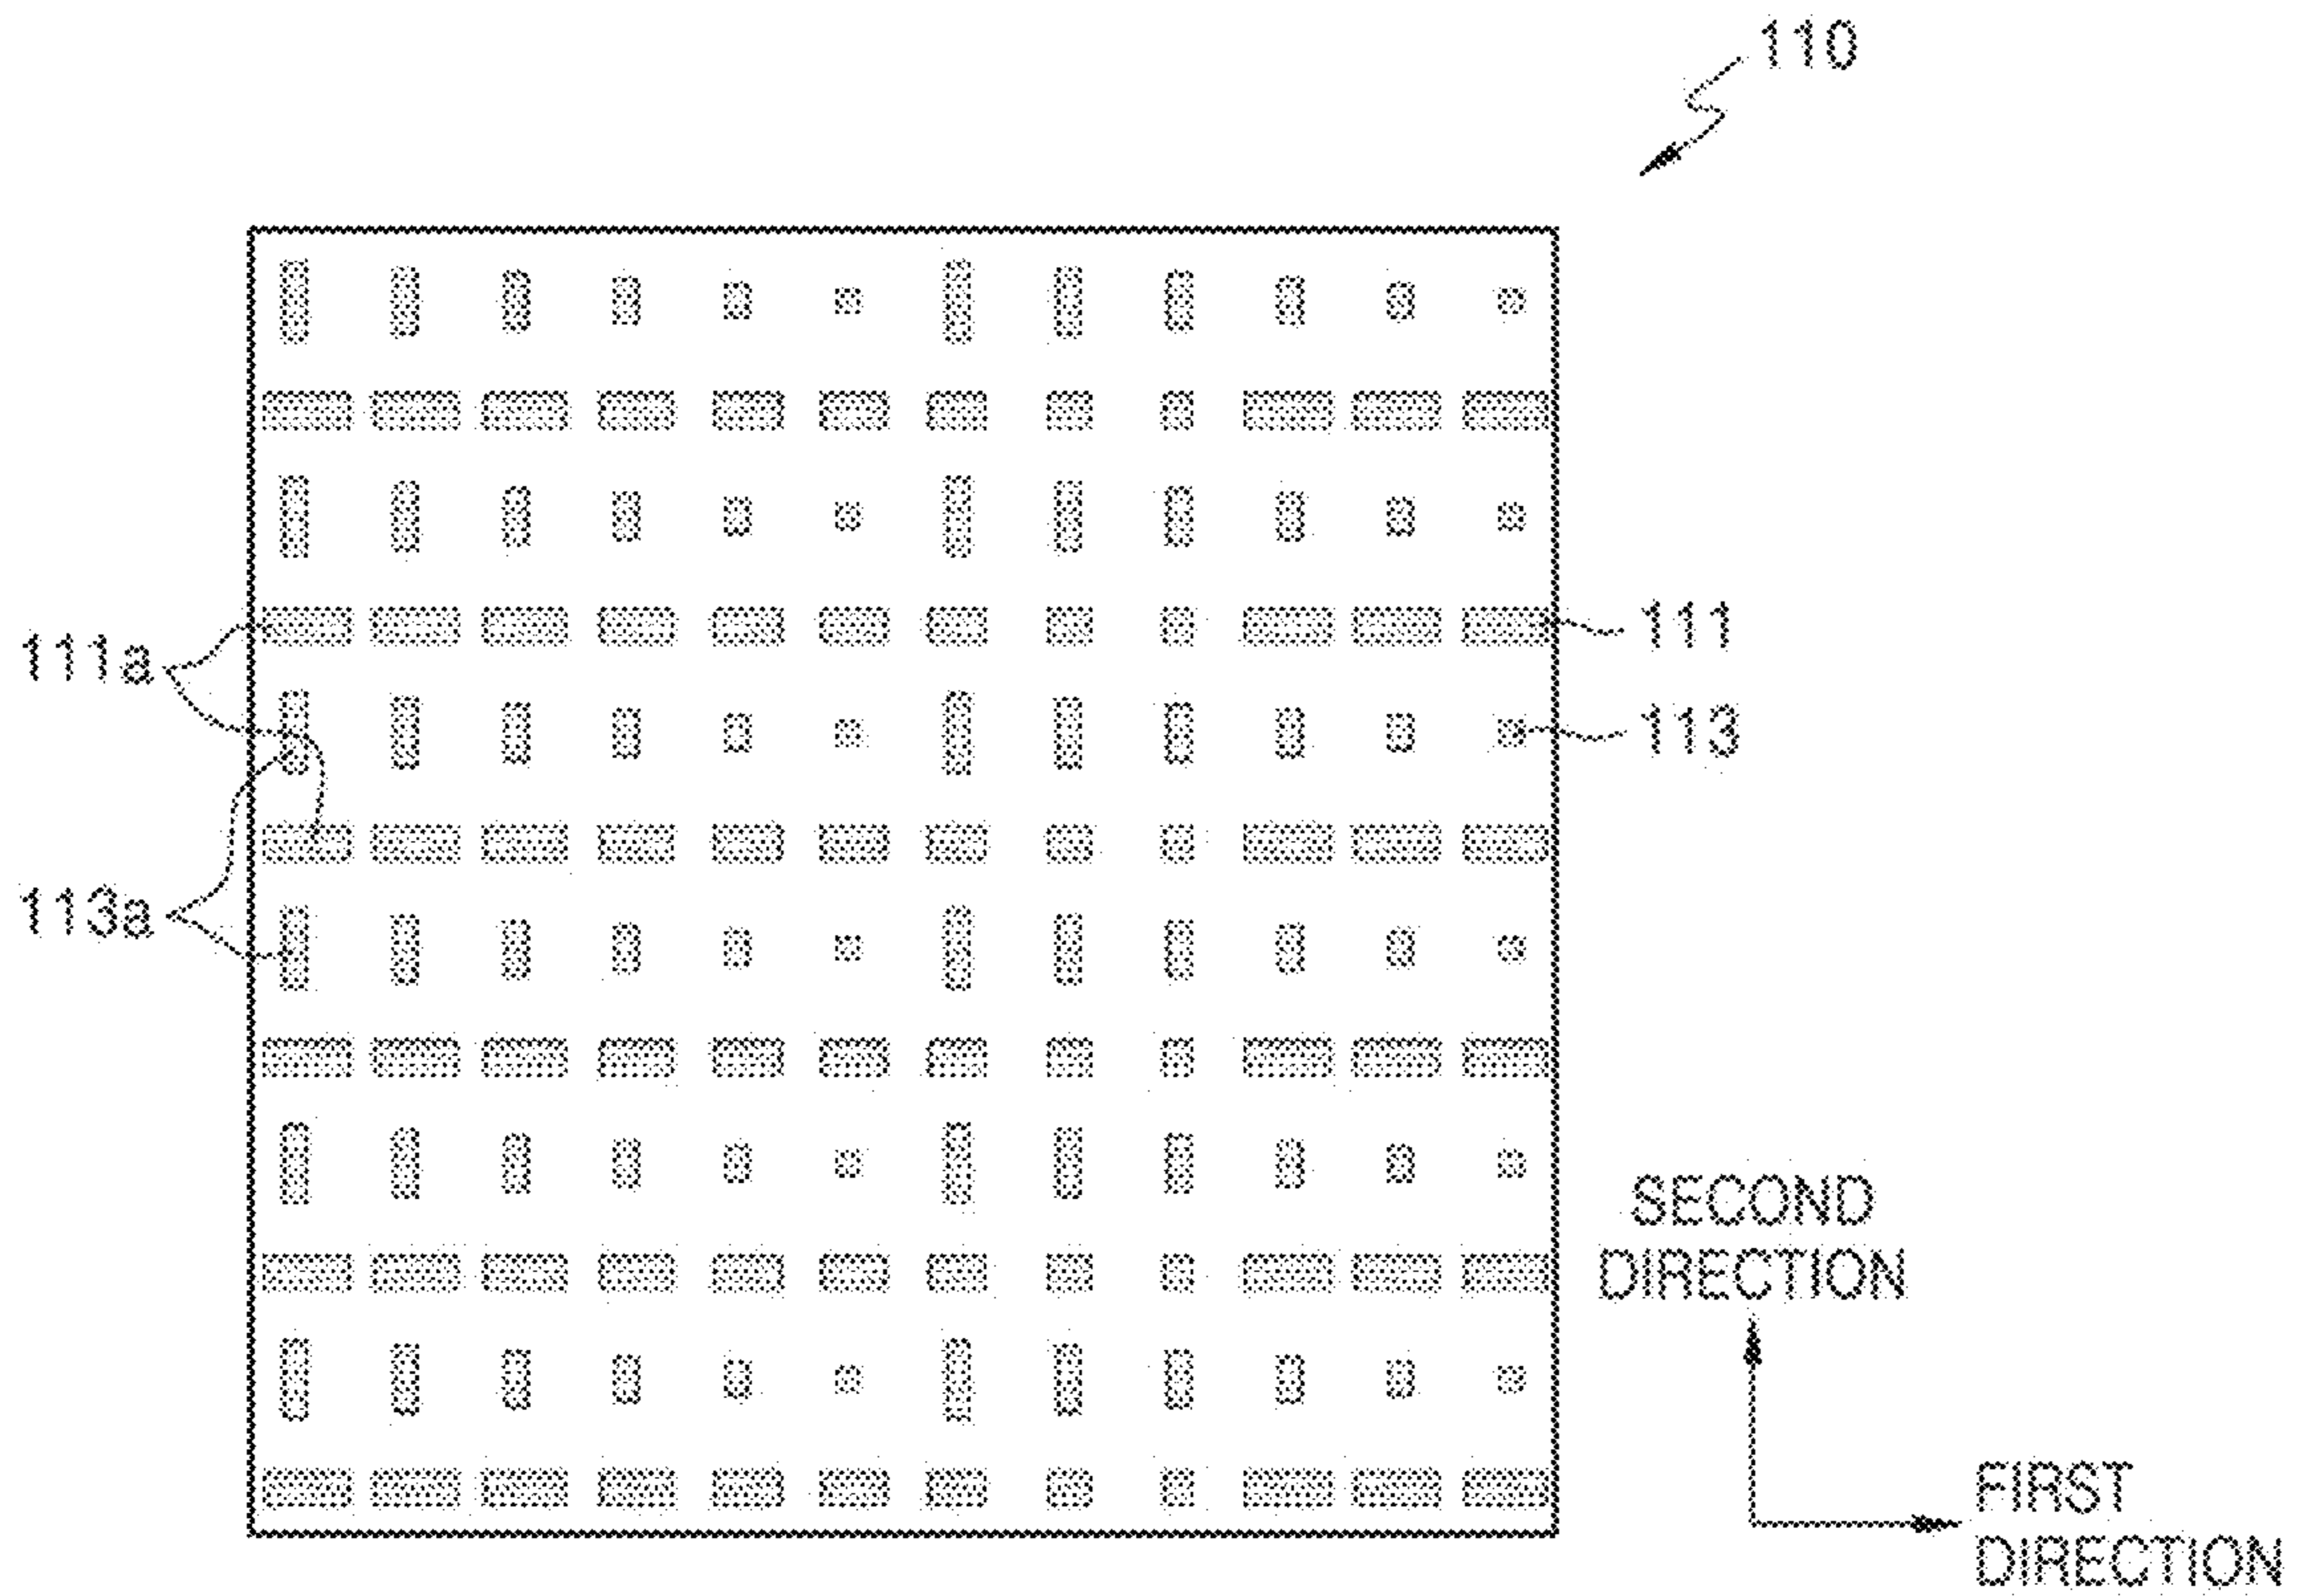 110
111a
111
113
113a
SECOND
DIRECTION
FIRST
DIRECTION